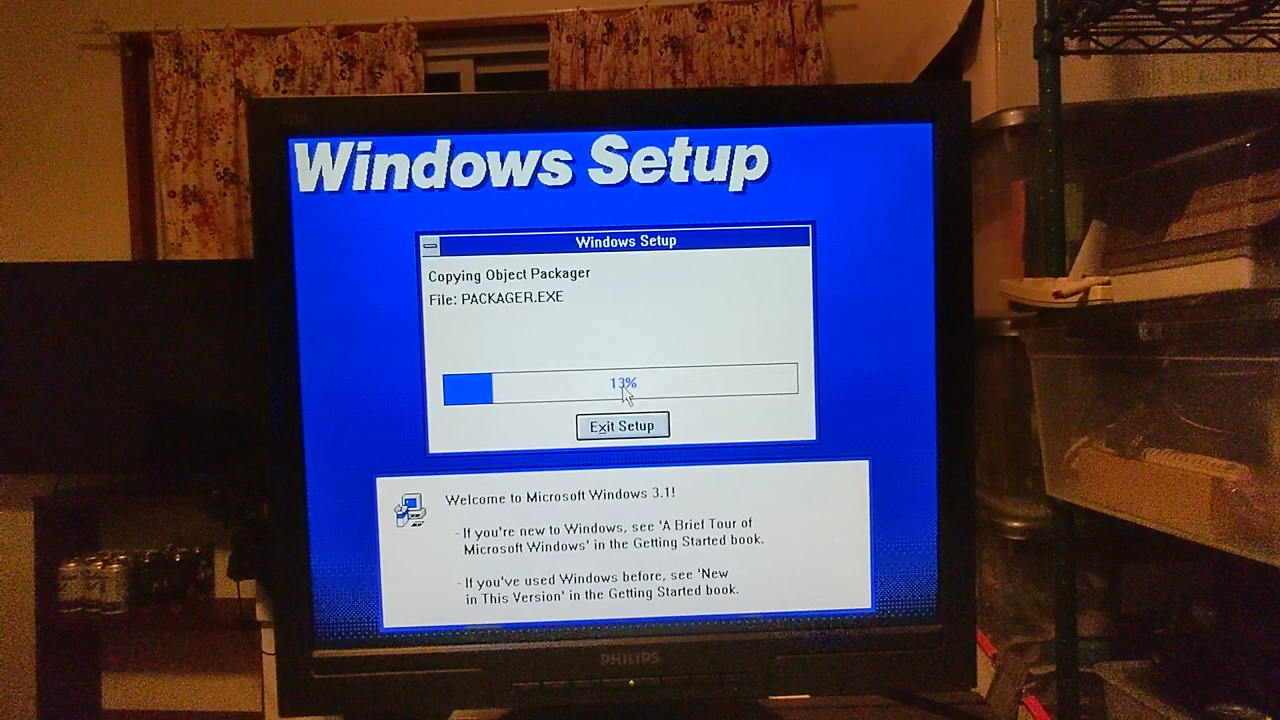 Windows Setup
Windows Setup
Copying Object Packager
File: PACKAGER.EXE
13%
Exit Setup
Welcome to Microsoft Windows 3.1!
- If you're new to Windows, see 'A Brief Tour of
Microsoft Windows' in the Getting Started book.
- If you've used Windows before, see 'New
in This Version' in the Getting Started book.
PHILIPS